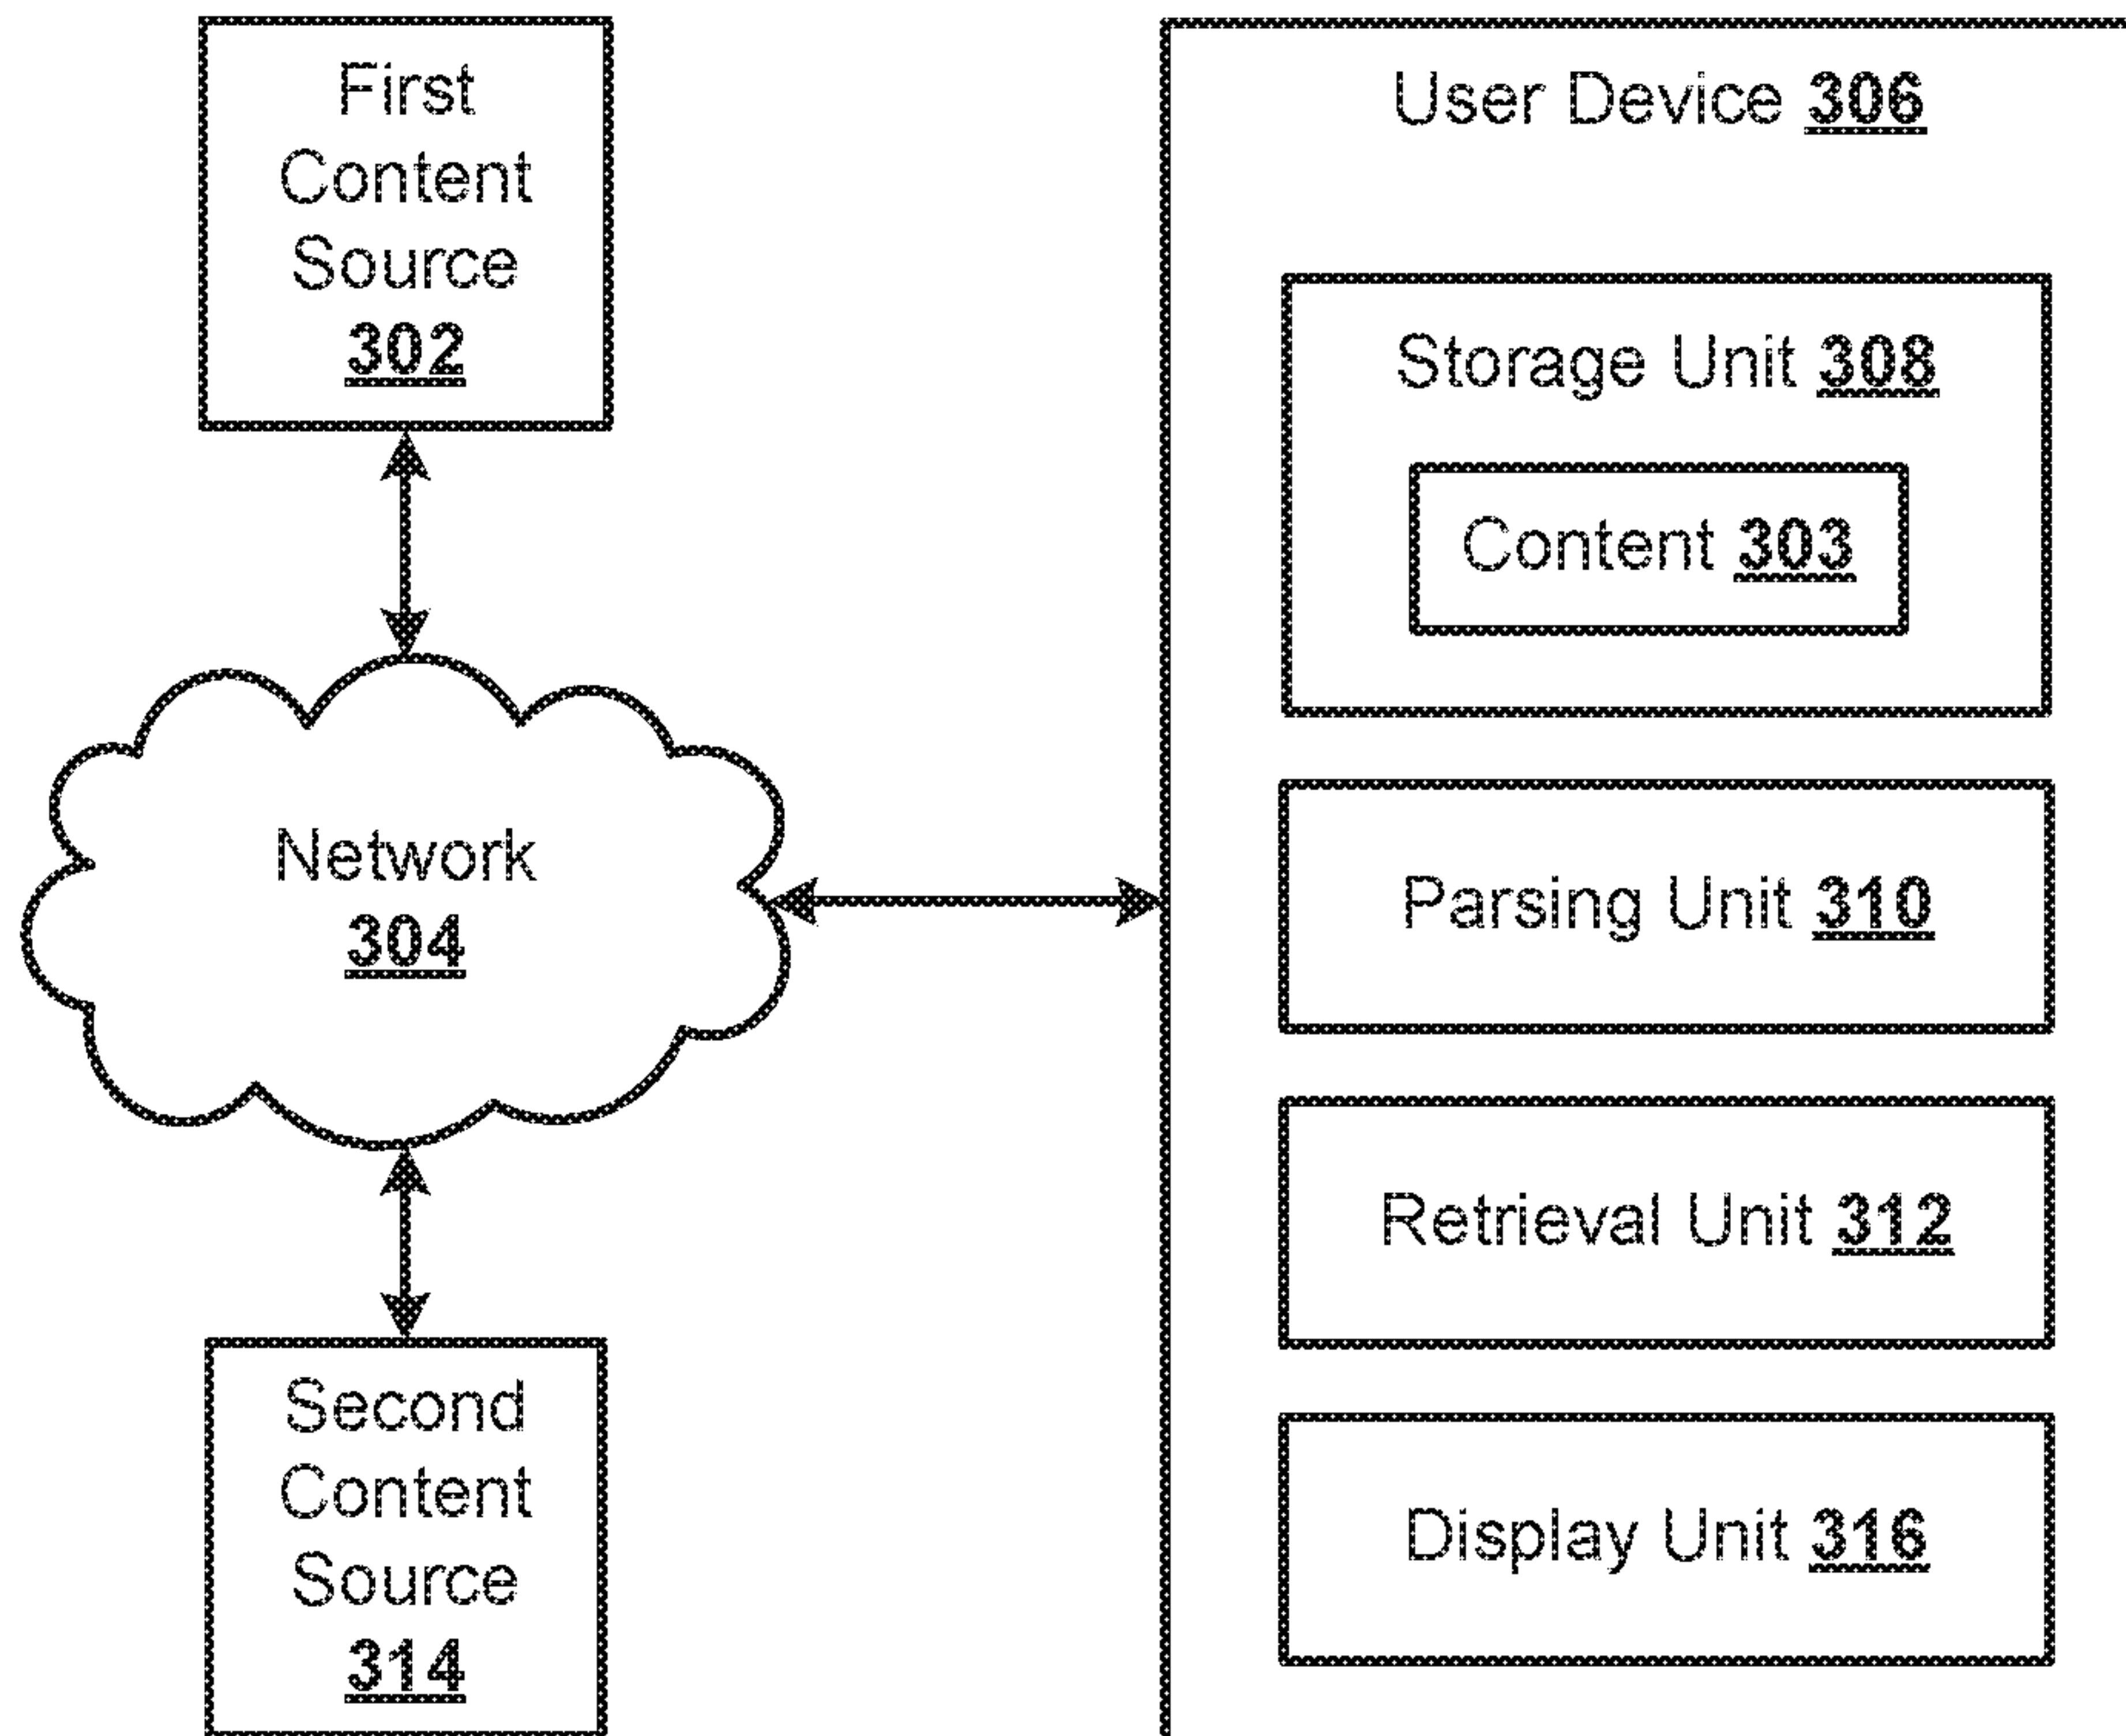 First
Content
Source
302
Network
304
Second
Content
Source
314
User Device 306
Storage Unit 308
Content 303
Parsing Unit 310
Retrieval Unit 312
Display Unit 316